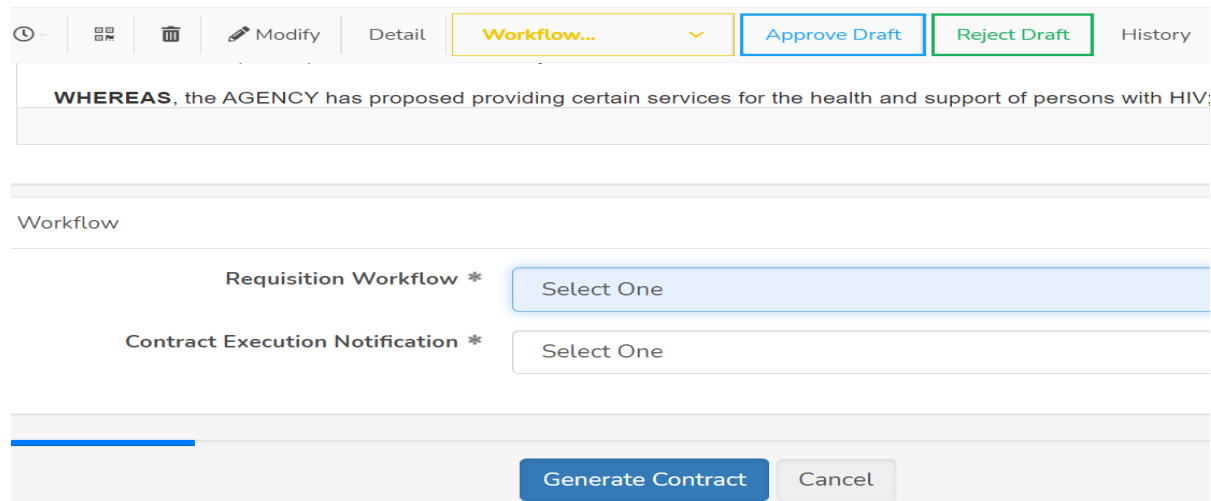 Modify Detail Workflow... Approve Draft Reject Draft History
WHEREAS, the AGENCY has proposed providing certain services for the health and support of persons with HIV;
Workflow
Requisition Workflow * Select One
Contract Execution Notification * Select One
Generate Contract Cancel